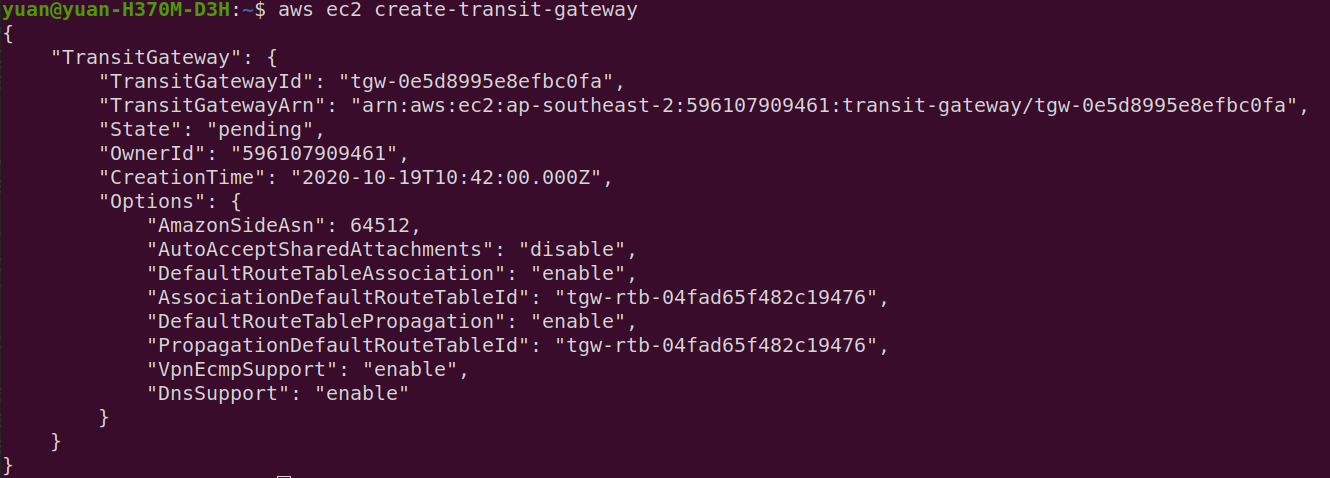 yuan@yuan-H370M-D3H:~$ aws ec2 create-transit-gateway
{
    "TransitGateway": {
        "TransitGatewayId": "tgw-0e5d8995e8efbc0fa",
        "TransitGatewayArn": "arn:aws:ec2:ap-southeast-2:596107909461:transit-gateway/tgw-0e5d8995e8efbc0fa",
        "State": "pending",
        "OwnerId": "596107909461",
        "CreationTime": "2020-10-19T10:42:00.000Z",
        "Options": {
            "AmazonSideAsn": 64512,
            "AutoAcceptSharedAttachments": "disable",
            "DefaultRouteTableAssociation": "enable",
            "AssociationDefaultRouteTableId": "tgw-rtb-04fad65f482c19476",
            "DefaultRouteTablePropagation": "enable",
            "PropagationDefaultRouteTableId": "tgw-rtb-04fad65f482c19476",
            "VpnEcmpSupport": "enable",
            "DnsSupport": "enable"
        }
    }
}